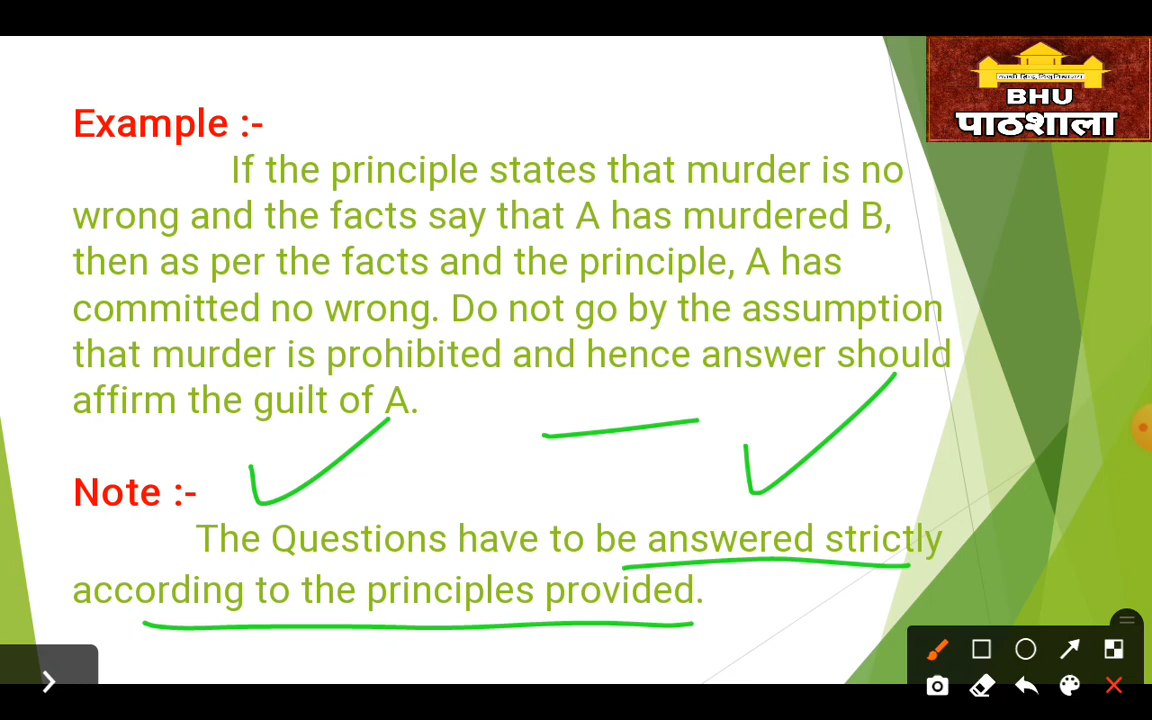 BHU
पाठशाला
Example :-
If the principle states that murder is no
wrong and the facts say that A has murdered B,
then as per the facts and the principle, A has
committed no wrong. Do not go by the assumption
that murder is prohibited and hence answer should
affirm the guilt of A.
Note :-
The Questions have to be answered strictly
according to the principles provided.